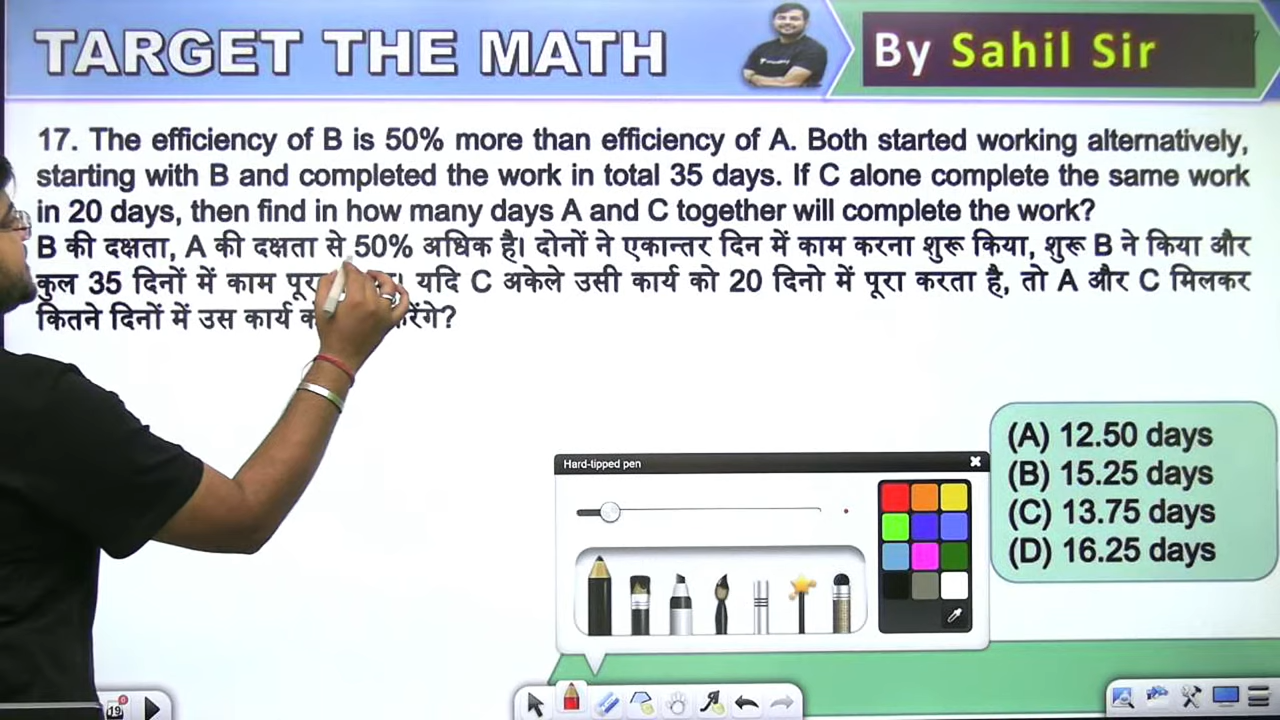 TARGET THE MATH
By Sahil Sir
17. The efficiency of B is 50% more than efficiency of A. Both started working alternatively,
starting with B and completed the work in total 35 days. If C alone complete the same work
in 20 days, then find in how many days A and C together will complete the work?
B की दक्षता, A की दक्षता से 50% अधिक है। दोनों ने एकान्तर दिन में काम करना शुरू किया, शुरू B ने किया और
कुल 35 दिनों में काम यदि C अकेले उसी कार्य को 20 दिनो में पूरा करता है, तो A और C मिलकर
कितने दिनों में उस कार्य
(A) 12.50 days
(B) 15.25 days
(C) 13.75 days
(D) 16.25 days
Hard-tipped pen
19